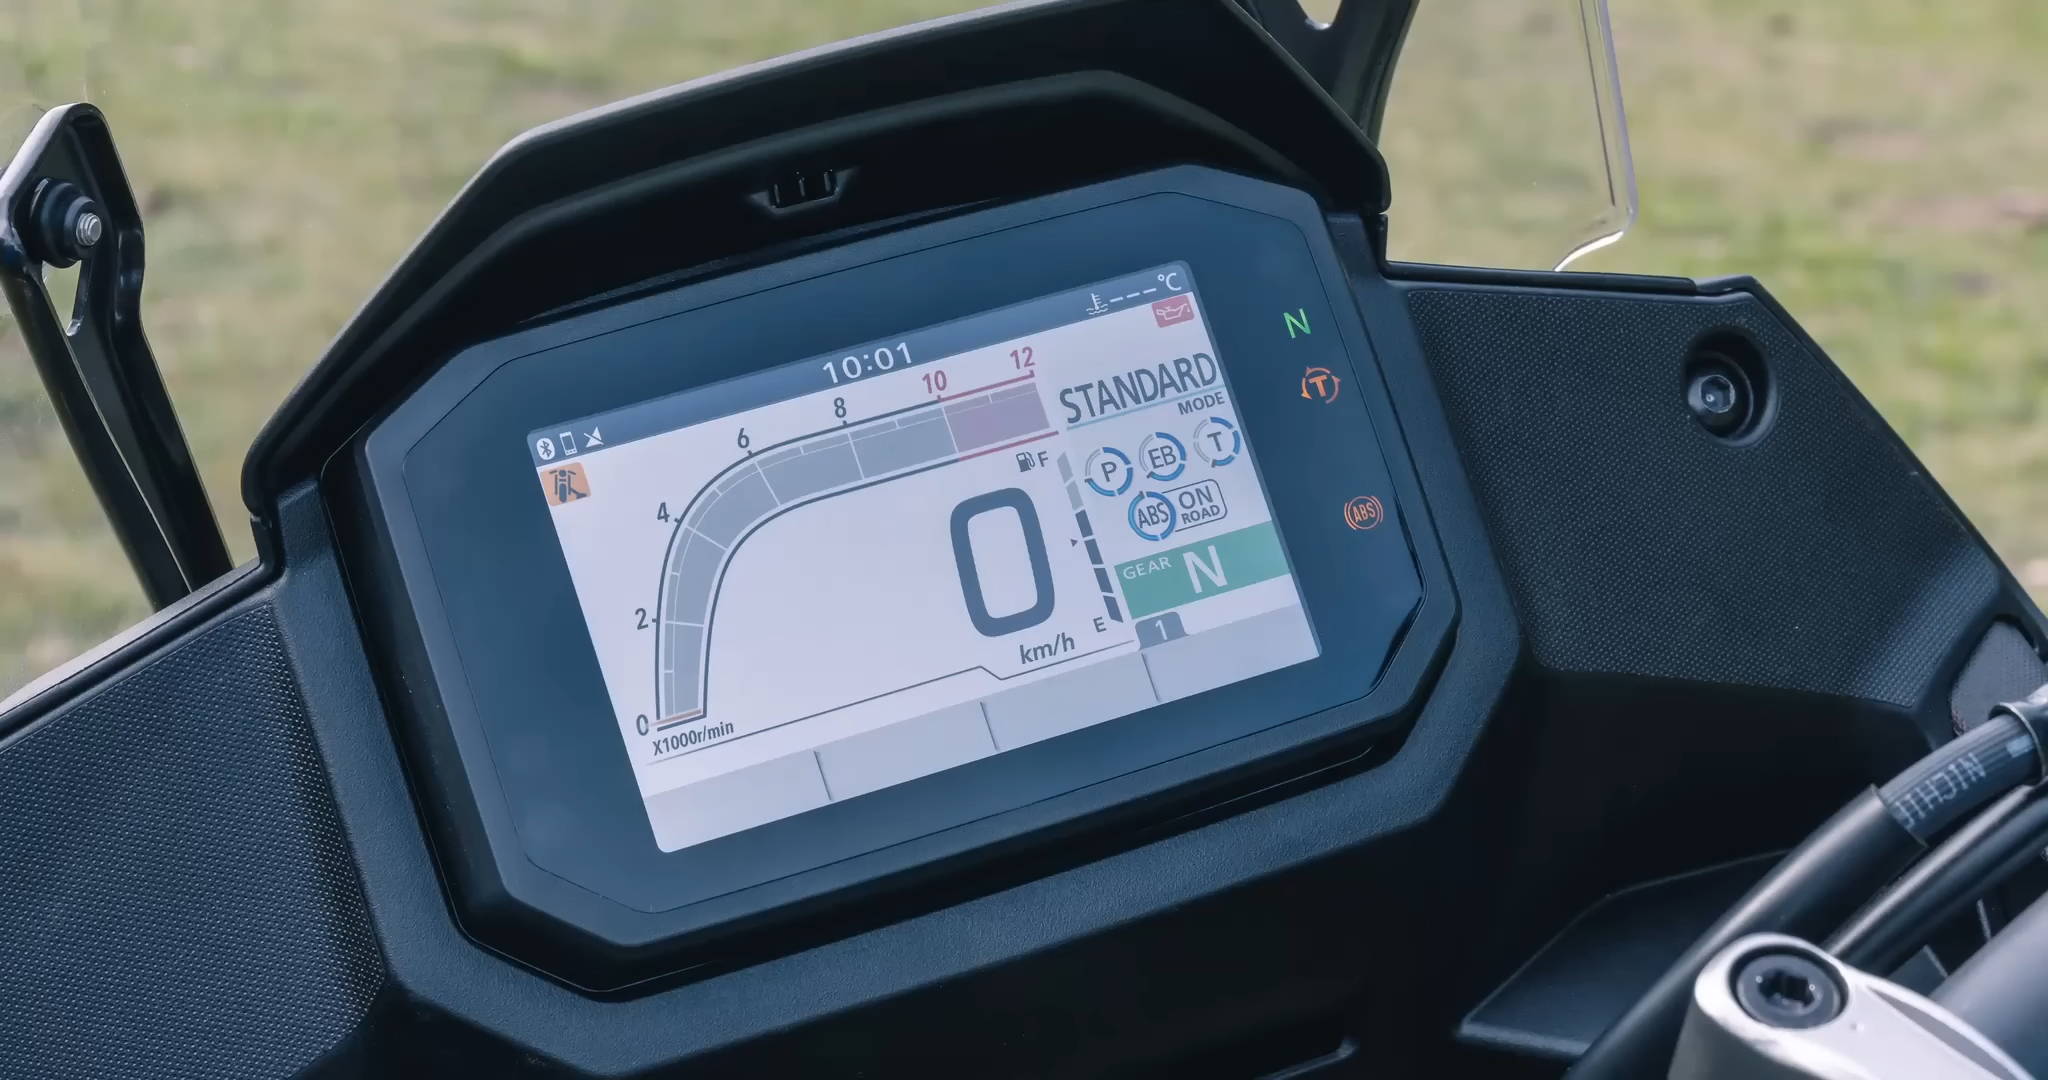 ---- °C
10:01
12
10
8
6
4
2
0
X1000r/min
STANDARD
MODE
P EB T
ABS ON
ROAD
F
E
0
km/h
GEAR N
1
N
T
ABS
NICHIRIN